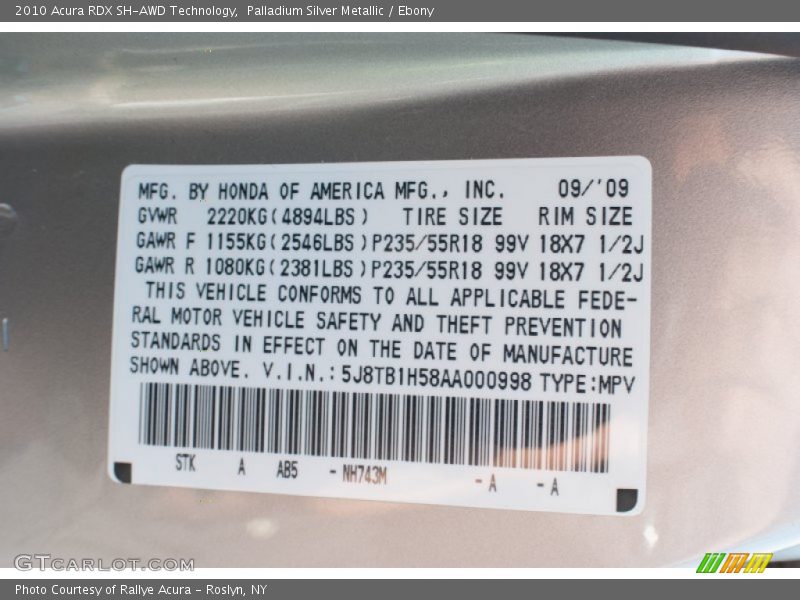 2010 Acura RDX SH-AWD Technology,  Palladium Silver Metallic / Ebony
MFG. BY HONDA OF AMERICA MFG., INC. 09/'09
GVWR 2220KG(4894LBS) TIRE SIZE RIM SIZE
GAWR F 1155KG(2546LBS)P235/55R18 99V 18X7 1/2J
GAWR R 1080KG(2381LBS)P235/55R18 99V 18X7 1/2J
THIS VEHICLE CONFORMS TO ALL APPLICABLE FEDE-
RAL MOTOR VEHICLE SAFETY AND THEFT PREVENTION
STANDARDS IN EFFECT ON THE DATE OF MANUFACTURE
SHOWN ABOVE. V.I.N.:5J8TB1H58AA000998 TYPE:MPV
STK A AB5 -NH743M -A -A
GTCARLOT.COM
Photo Courtesy of Rallye Acura - Roslyn, NY